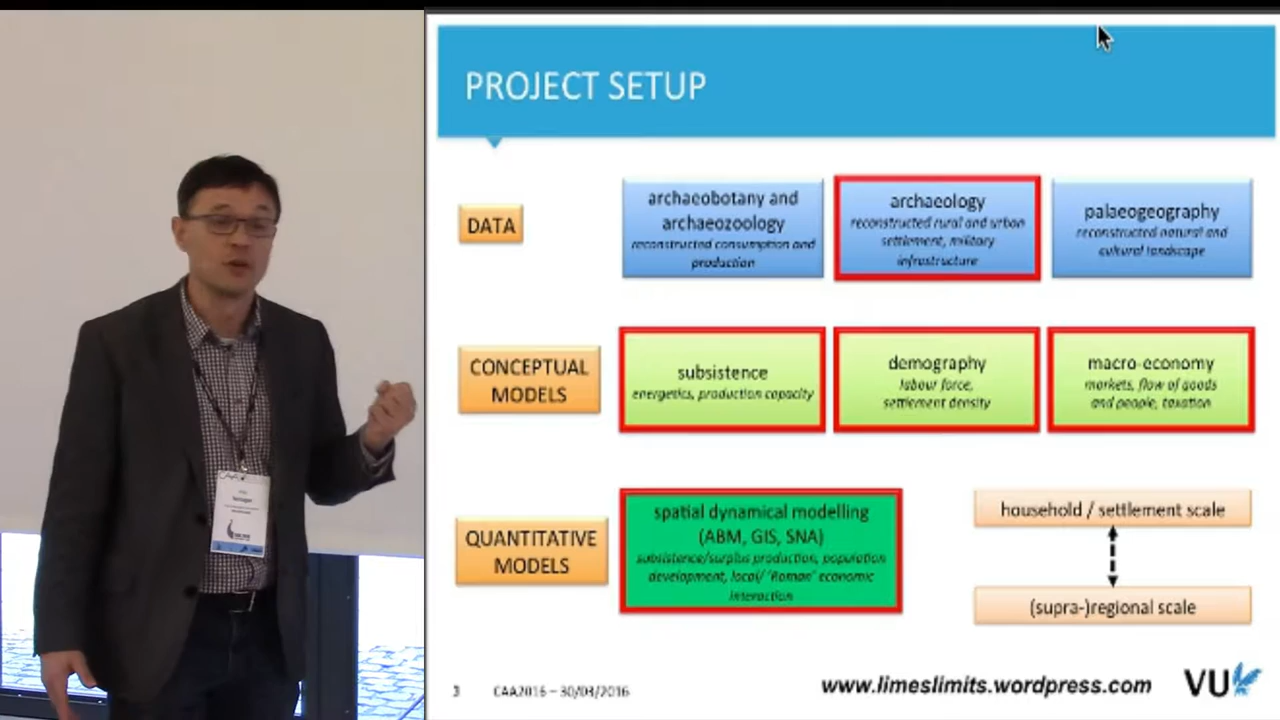 PROJECT SETUP
DATA
archaeobotany and
archaeozoology
reconstructed consumption and
production
archaeology
reconstructed rural and urban
settlement, military
infrastructure
palaeogeography
reconstructed natural and
cultural landscape
CONCEPTUAL
MODELS
subsistence
energetics, production capacity
demography
labour force,
settlement density
macro-economy
markets, flow of goods
and people, taxation
QUANTITATIVE
MODELS
spatial dynamical modelling
(ABM, GIS, SNA)
subsistence/surplus production, population
development, local/ "Roman" economic
interaction
household / settlement scale
(supra-)regional scale
3
CAA2016 – 30/03/2016
www.limeslimits.wordpress.com
VU